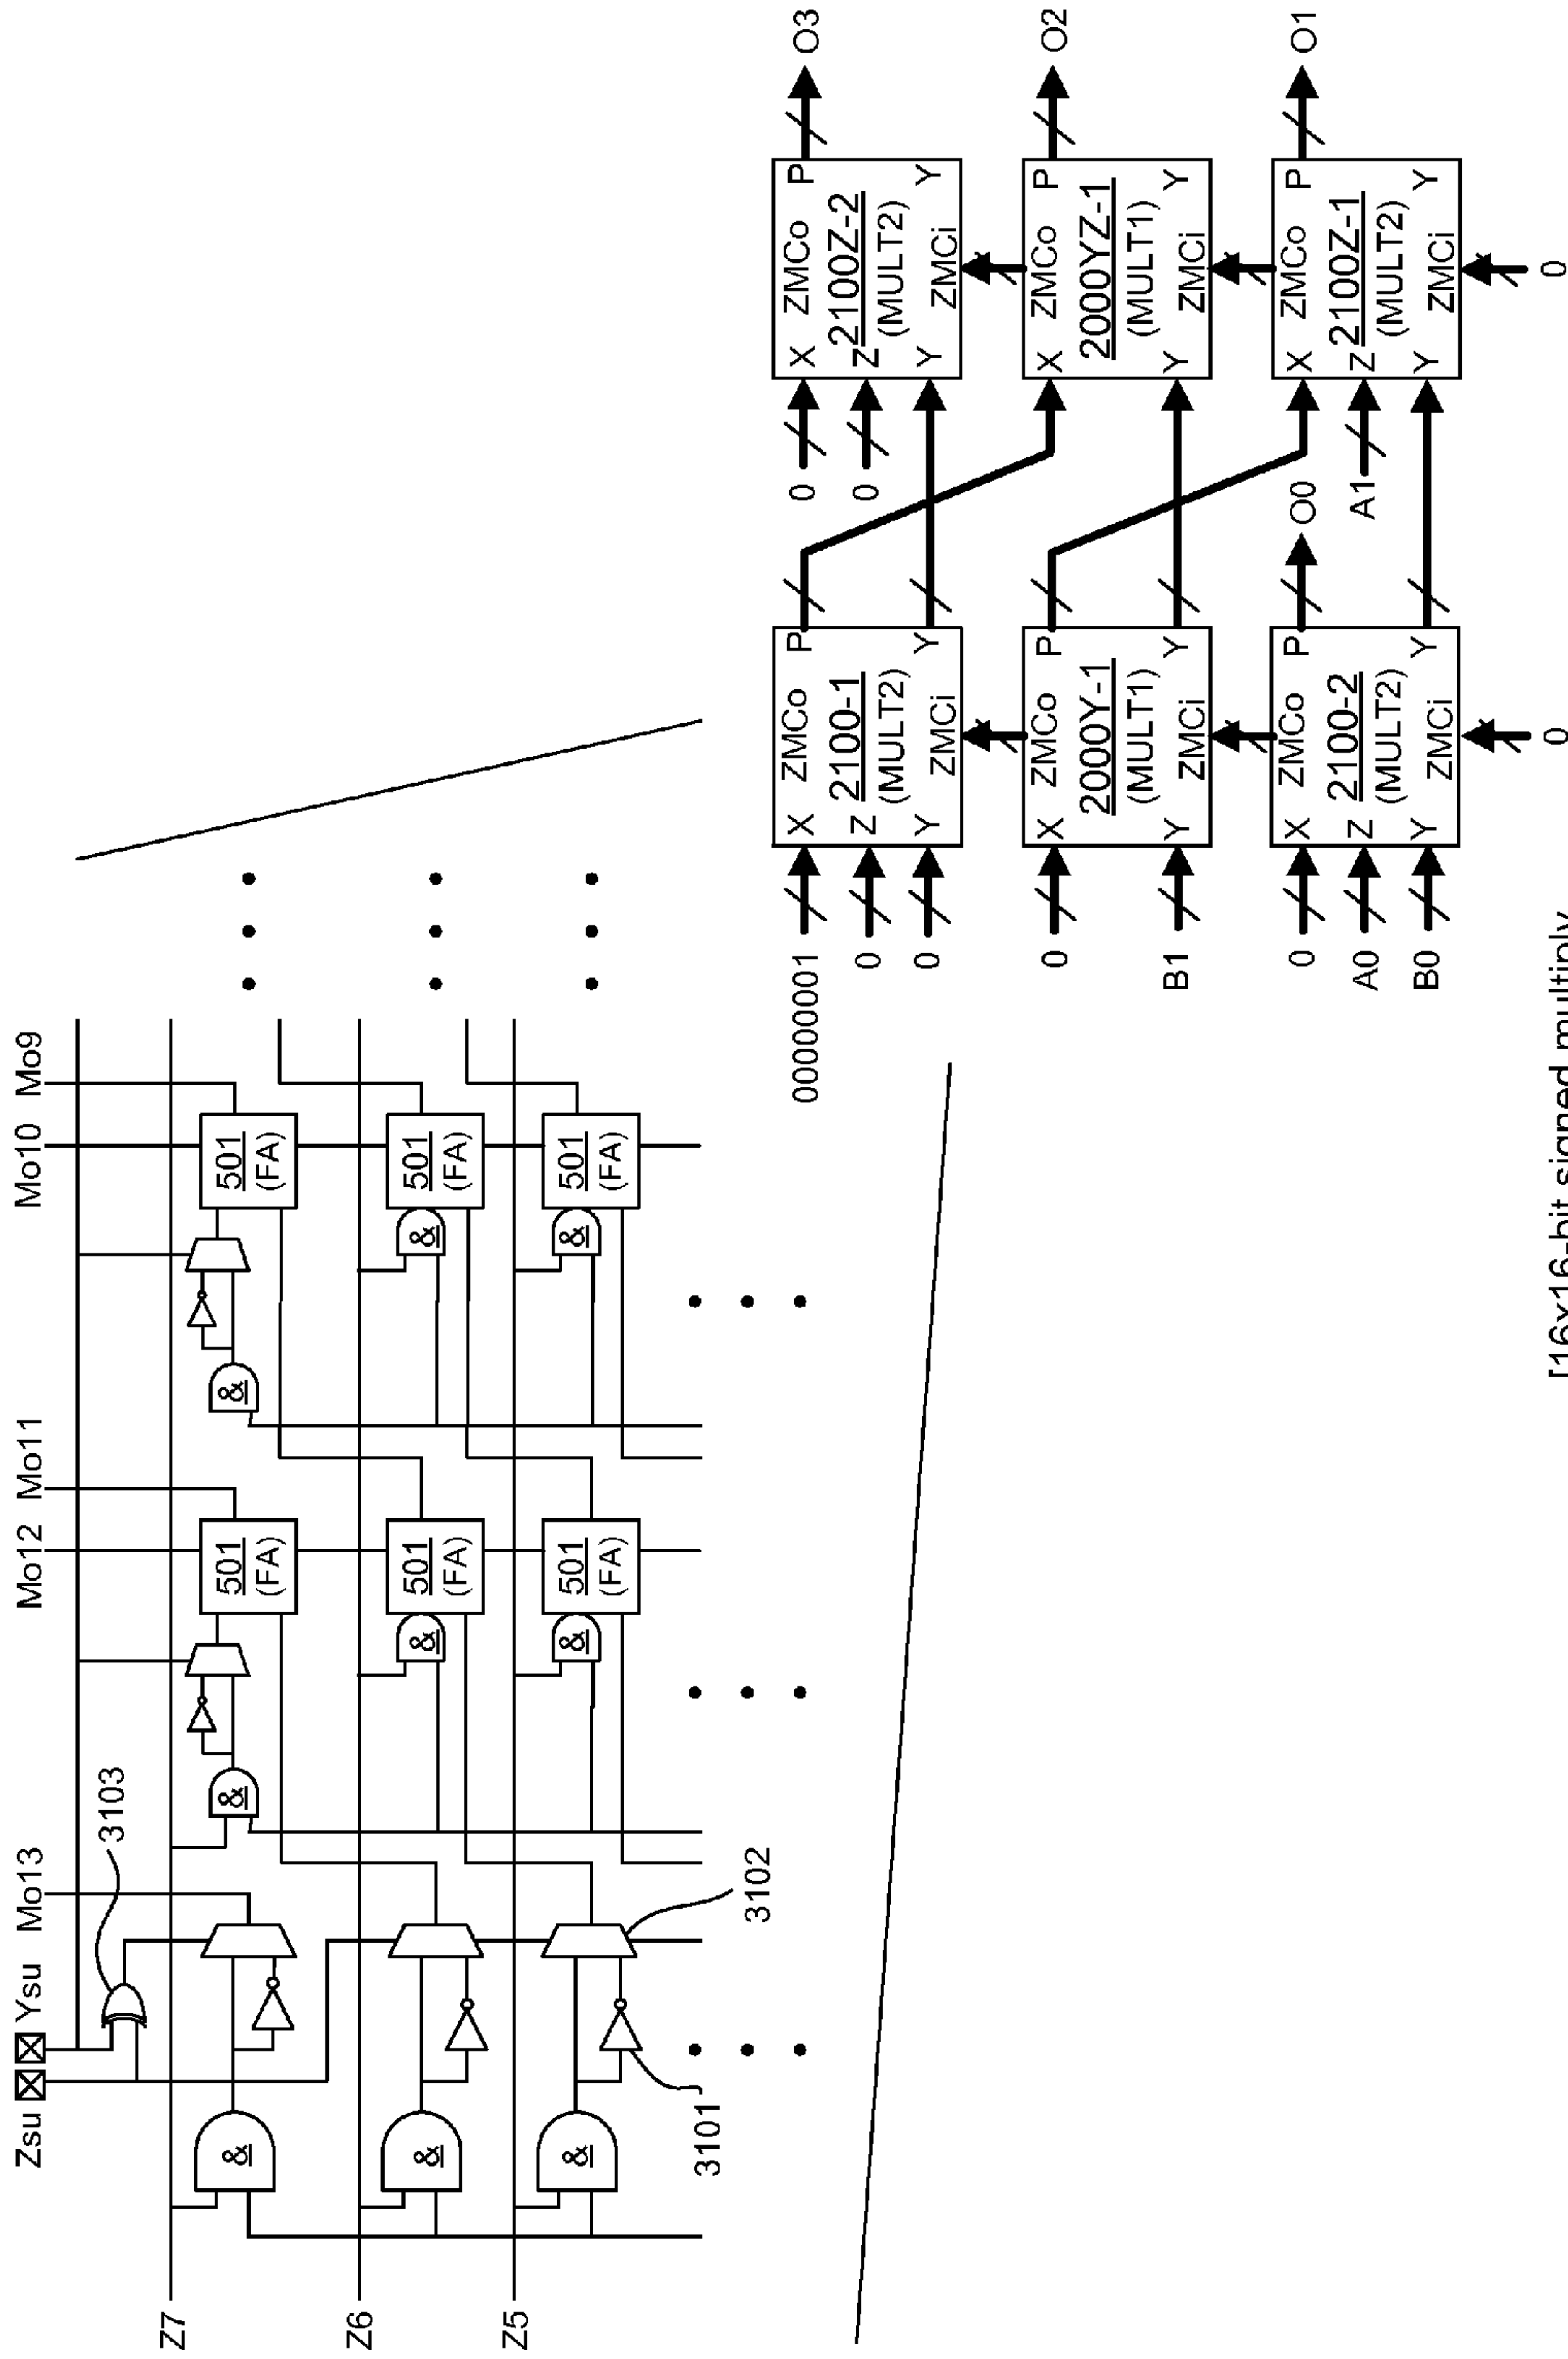 Zsu Ysu Mo13 Mo12 Mo11 Mo10 Mo9
3103
Z7
& & 501 & 501
(FA) (FA)
Z6
& & 501 & 501
(FA) (FA)
Z5
& & 501 & 501
(FA) (FA)
3101 3102
00000001 X ZMCo P 0 X ZMCo P O3
0 Z 2100-1 0 Z 2100Z-2
(MULT2) (MULT2)
0 Y ZMCi Y Y ZMCi Y
0 X ZMCo P X ZMCo P O2
2000Y-1 2000YZ-1
(MULT1) (MULT1)
B1 Y ZMCi Y Y ZMCi Y
0 X ZMCo P O0 X ZMCo P O1
A0 Z 2100-2 A1 Z 2100Z-1
(MULT2) (MULT2)
B0 Y ZMCi Y Y ZMCi Y
0 0
[16x16-bit signed multiply